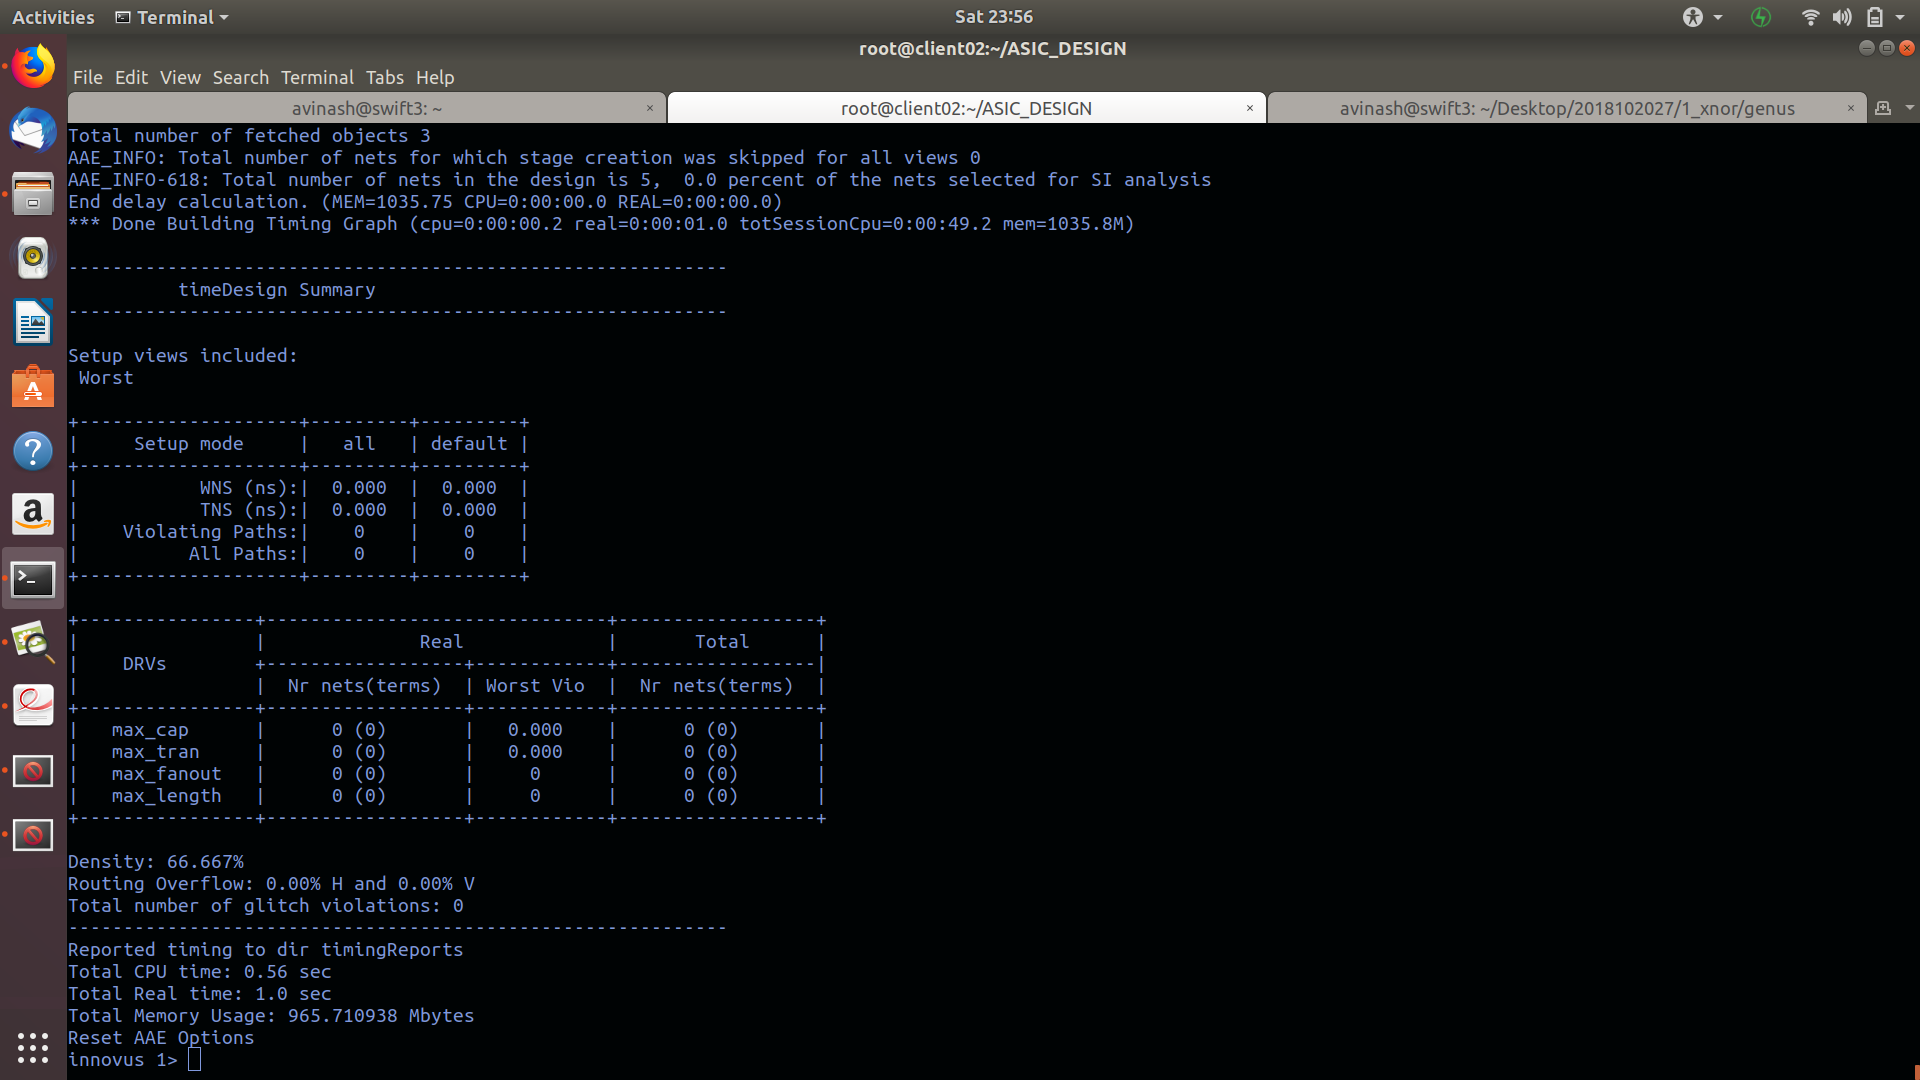 Activities Terminal Sat 23:56
root@client02:~/ASIC_DESIGN
File Edit View Search Terminal Tabs Help
avinash@swift3: ~ × root@client02:~/ASIC_DESIGN × avinash@swift3: ~/Desktop/2018102027/1_xnor/genus ×
Total number of fetched objects 3
AAE_INFO: Total number of nets for which stage creation was skipped for all views 0
AAE_INFO-618: Total number of nets in the design is 5,  0.0 percent of the nets selected for SI analysis
End delay calculation. (MEM=1035.75 CPU=0:00:00.0 REAL=0:00:00.0)
*** Done Building Timing Graph (cpu=0:00:00.2 real=0:00:01.0 totSessionCpu=0:00:49.2 mem=1035.8M)
------------------------------------------------------------
          timeDesign Summary
------------------------------------------------------------
Setup views included:
 Worst
+--------------------+---------+---------+
|     Setup mode     |   all   | default |
+--------------------+---------+---------+
|           WNS (ns):|  0.000  |  0.000  |
|           TNS (ns):|  0.000  |  0.000  |
|    Violating Paths:|    0    |    0    |
|          All Paths:|    0    |    0    |
+--------------------+---------+---------+
+----------------+-------------------------------+------------------+
|                |              Real             |       Total      |
|    DRVs        +------------------+------------+------------------|
|                |  Nr nets(terms)  | Worst Vio  |  Nr nets(terms)  |
+----------------+------------------+------------+------------------+
|   max_cap      |      0 (0)       |   0.000    |      0 (0)       |
|   max_tran     |      0 (0)       |   0.000    |      0 (0)       |
|   max_fanout   |      0 (0)       |     0      |      0 (0)       |
|   max_length   |      0 (0)       |     0      |      0 (0)       |
+----------------+------------------+------------+------------------+
Density: 66.667%
Routing Overflow: 0.00% H and 0.00% V
Total number of glitch violations: 0
------------------------------------------------------------
Reported timing to dir timingReports
Total CPU time: 0.56 sec
Total Real time: 1.0 sec
Total Memory Usage: 965.710938 Mbytes
Reset AAE Options
innovus 1>